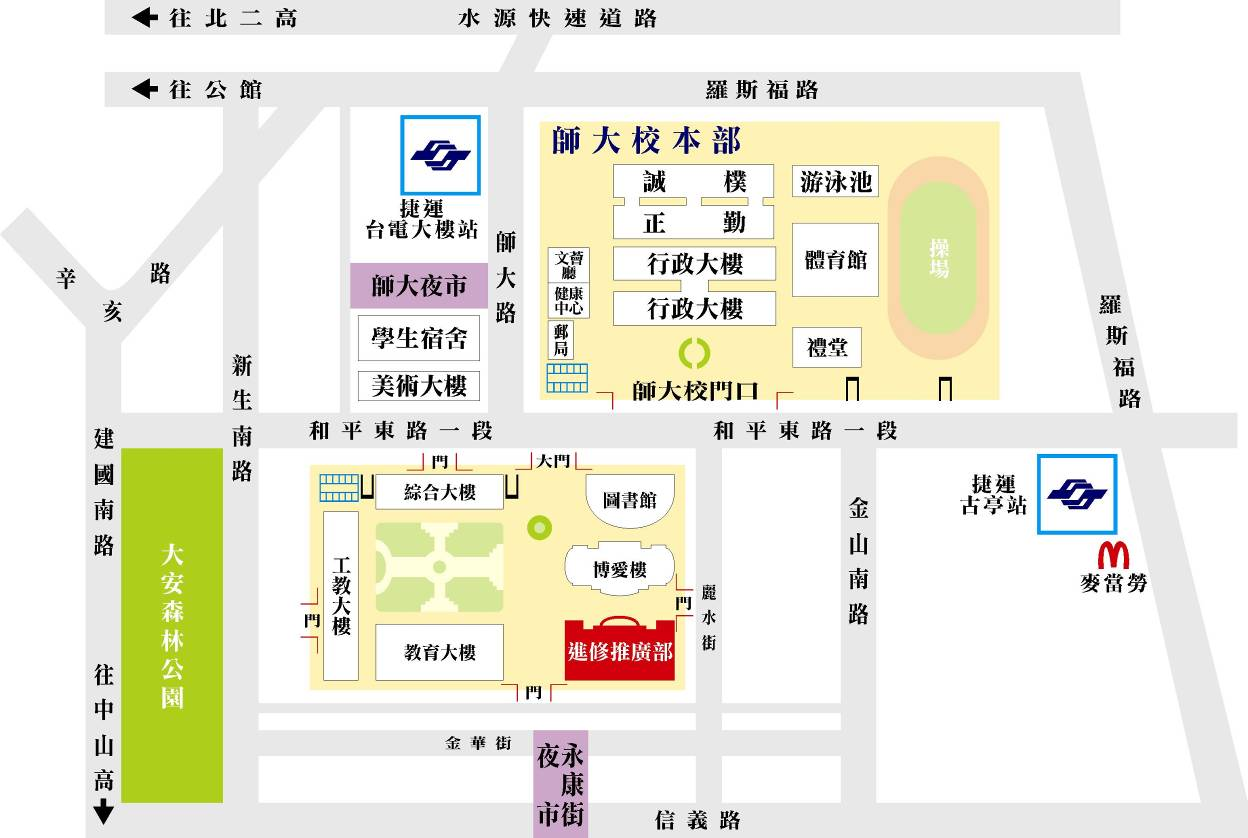 往北二高
水源快速道路
往公館
羅斯福路
師大校本部
捷運
台電大樓站
誠 樸
正 勤
游泳池
行政大樓
行政大樓
體育館
操場
文薈廳
健康中心
郵局
禮堂
師大校門口
師大路
師大夜市
學生宿舍
美術大樓
辛亥路
新生南路
羅斯福路
和平東路一段
和平東路一段
建國南路
大安森林公園
往中山高
門
大門
綜合大樓
圖書館
工教大樓
博愛樓
門
門
教育大樓
進修推廣部
門
麗水街
金山南路
捷運
古亭站
麥當勞
金華街
永康街
夜市
信義路